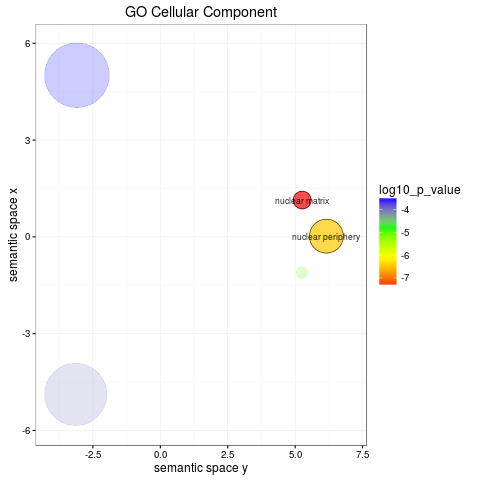 GO Cellular Component
semantic space x
6
3
0
-3
-6
nuclear matrix
nuclear periphery
-2.5
0.0
2.5
5.0
7.5
semantic space y
log10_p_value
-4
-5
-6
-7